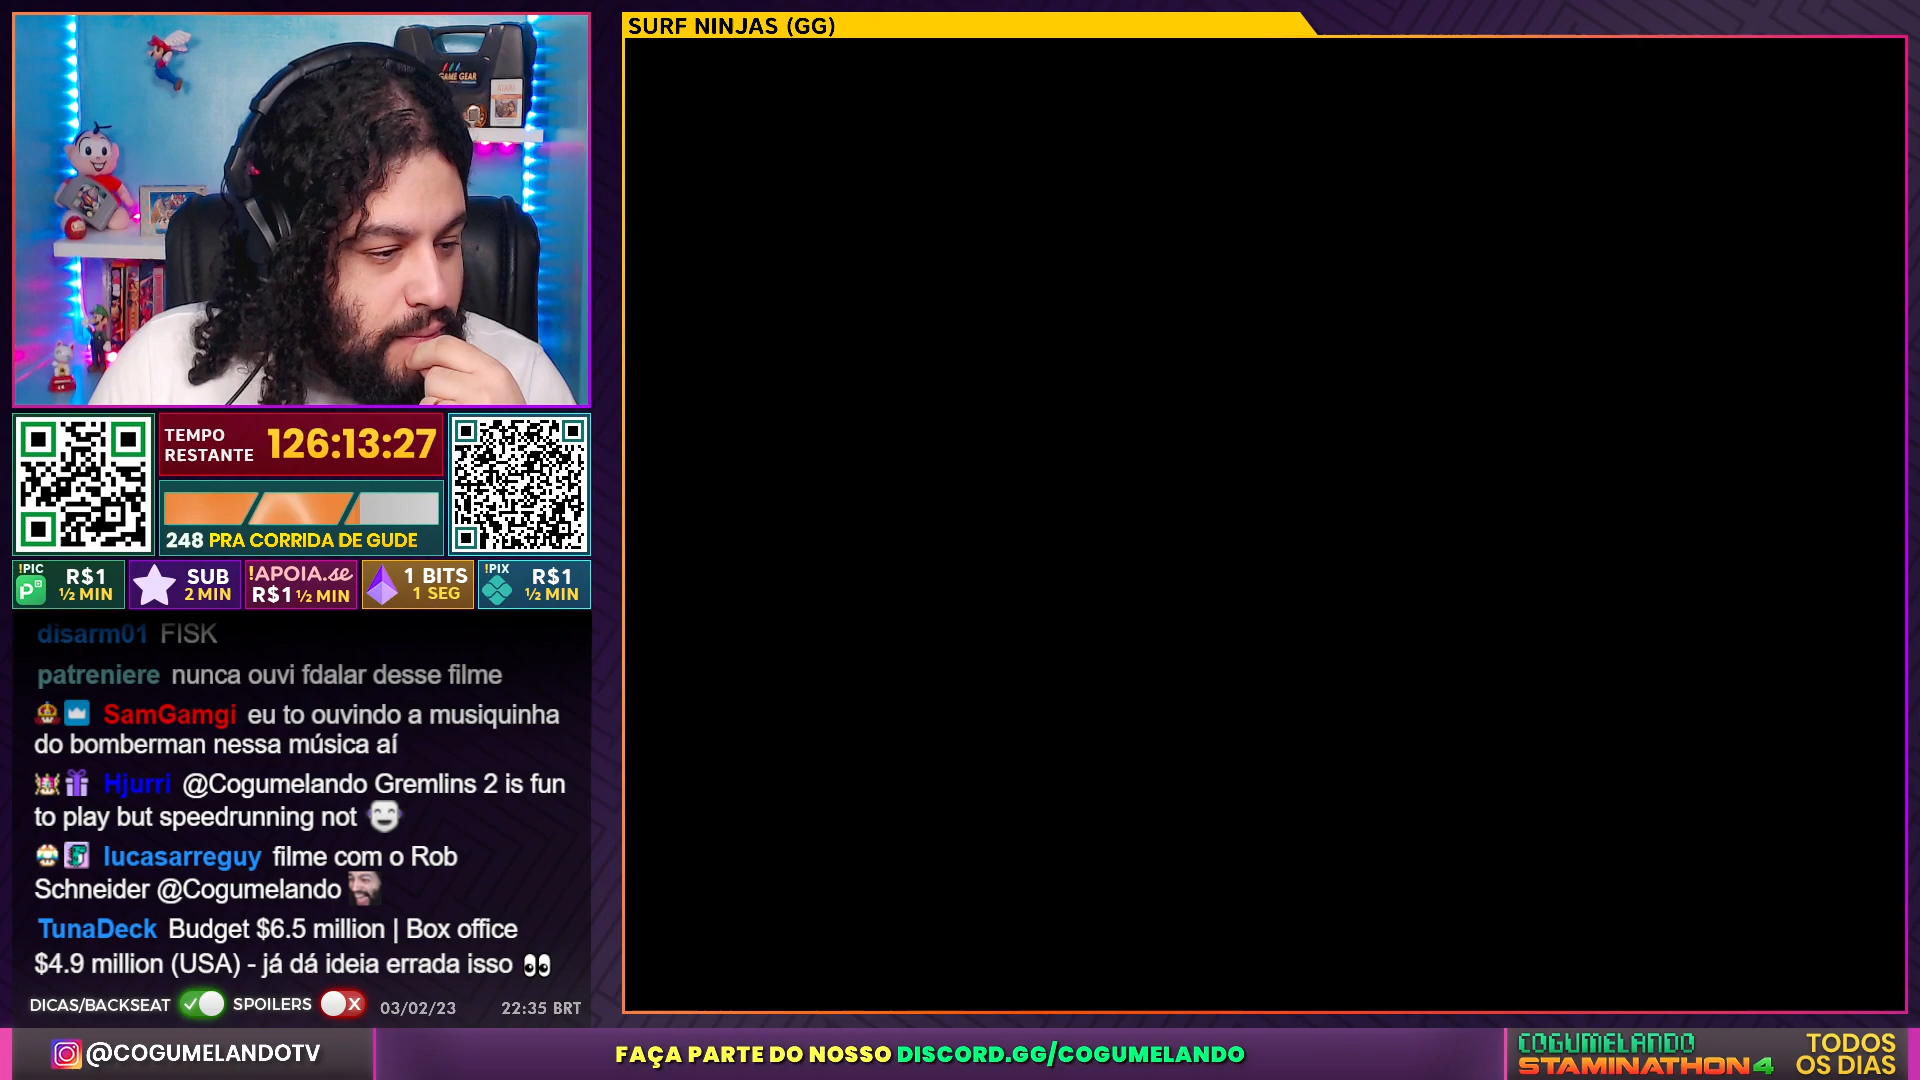 SURF NINJAS (GG)
GAME GEAR
ATARI
TEMPO RESTANTE 126:13:27
248 PRA CORRIDA DE GUDE
!PIC R$1 ½ MIN
SUB 2 MIN
!APOIA.se R$1 ½ MIN
1 BITS 1 SEG
!PIX R$1 ½ MIN
disarm01 FISK
patreniere nunca ouvi fdalar desse filme
SamGamgi eu to ouvindo a musiquinha
do bomberman nessa música aí
Hjurri @Cogumelando Gremlins 2 is fun
to play but speedrunning not
lucasarreguy filme com o Rob
Schneider @Cogumelando
TunaDeck Budget $6.5 million | Box office
$4.9 million (USA) - já dá ideia errada isso 👀
DICAS/BACKSEAT SPOILERS 03/02/23 22:35 BRT
@COGUMELANDOTV
FAÇA PARTE DO NOSSO DISCORD.GG/COGUMELANDO
COGUMELANDO
STAMINATHON 4
TODOS
OS DIAS